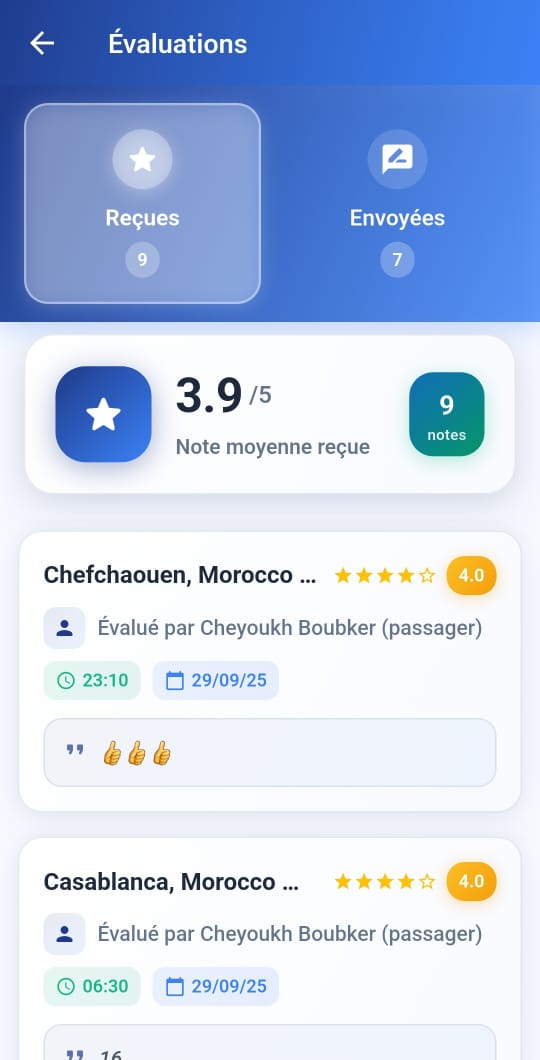 Évaluations
Reçues
Envoyées
9
7
3.9 /5
Note moyenne reçue
9
notes
Chefchaouen, Morocco ...
4.0
Évalué par Cheyoukh Boubker (passager)
23:10
29/09/25
👍👍👍
Casablanca, Morocco ...
4.0
Évalué par Cheyoukh Boubker (passager)
06:30
29/09/25